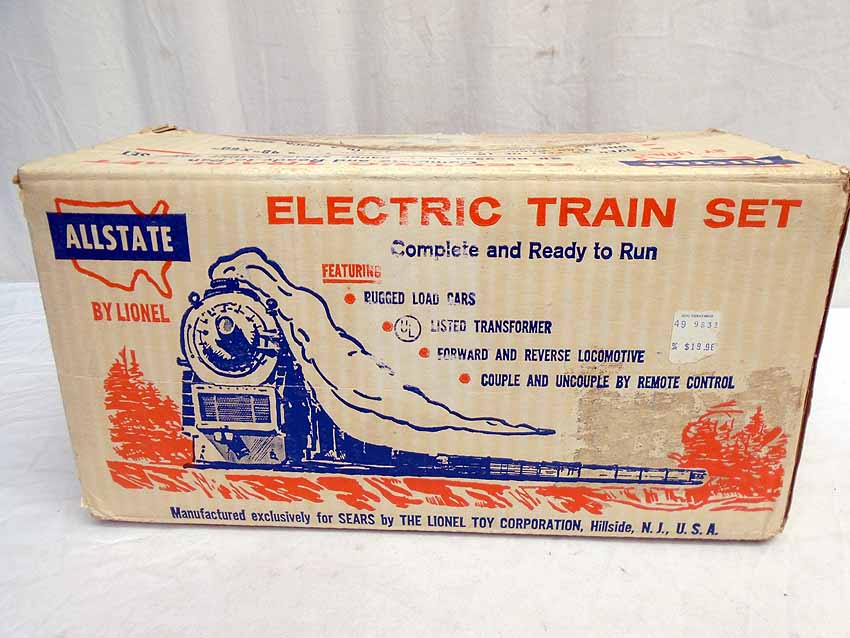 ALLSTATE
BY LIONEL
ELECTRIC TRAIN SET
Complete and Ready to Run
FEATURING
RUGGED LOAD CARS
UL LISTED TRANSFORMER
FORWARD AND REVERSE LOCOMOTIVE
COUPLE AND UNCOUPLE BY REMOTE CONTROL
49 9833
$19.96
Manufactured exclusively for SEARS by THE LIONEL TOY CORPORATION, Hillside, N. J., U. S. A.